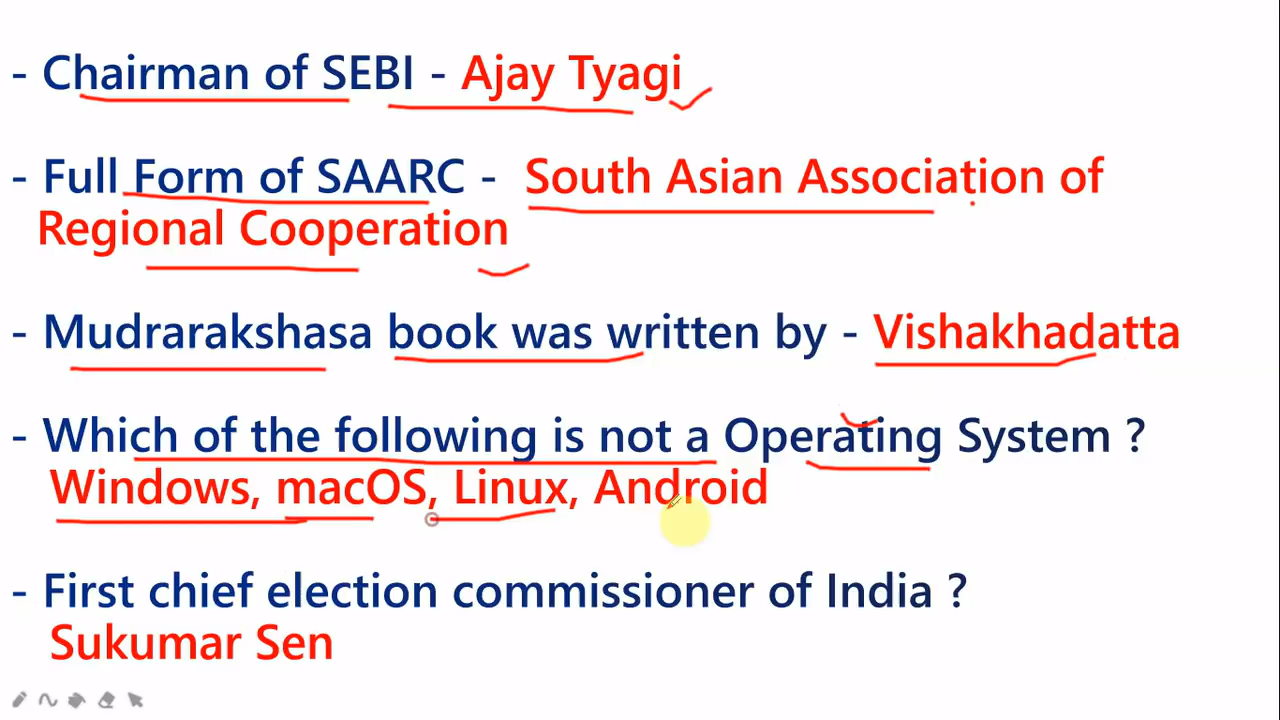 - Chairman of SEBI - Ajay Tyagi
- Full Form of SAARC - South Asian Association of
Regional Cooperation
- Mudrarakshasa book was written by - Vishakhadatta
- Which of the following is not a Operating System ?
Windows, macOS, Linux, Android
- First chief election commissioner of India ?
Sukumar Sen